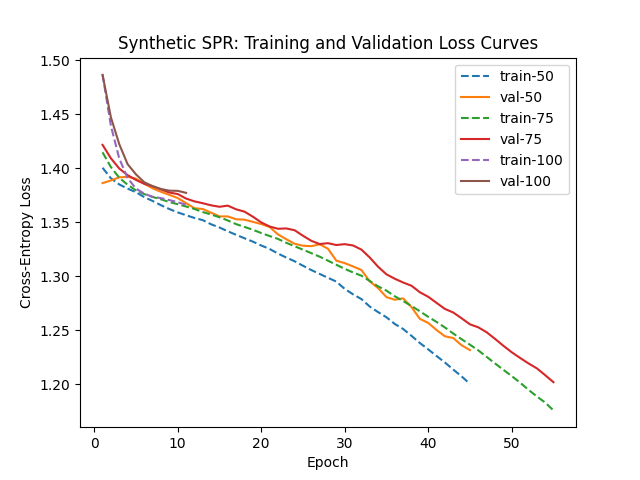 Synthetic SPR: Training and Validation Loss Curves
1.50
1.45
1.40
1.35
1.30
1.25
1.20
Cross-Entropy Loss
train-50
val-50
train-75
val-75
train-100
val-100
0 10 20 30 40 50
Epoch